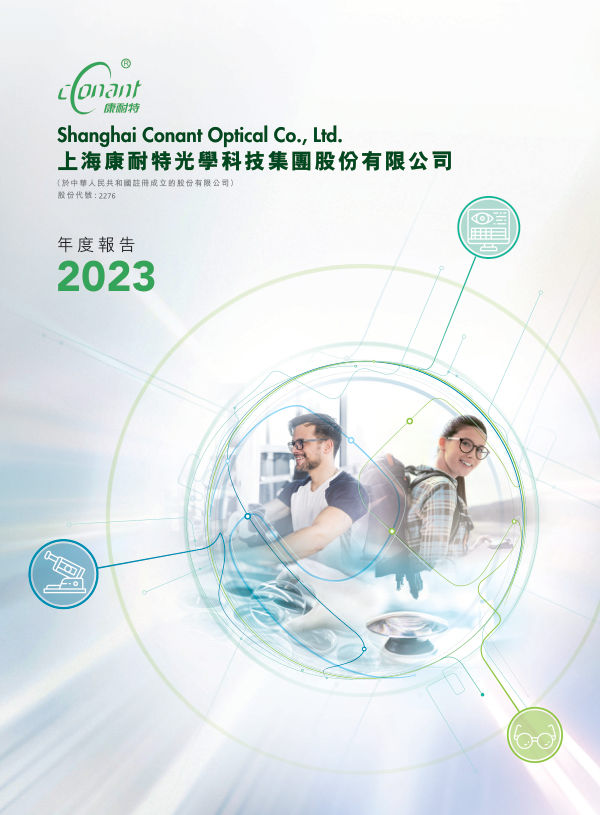 conant®
康耐特
Shanghai Conant Optical Co., Ltd.
上海康耐特光學科技集團股份有限公司
(於中華人民共和國註冊成立的股份有限公司)
股份代號:2276
年度報告
2023